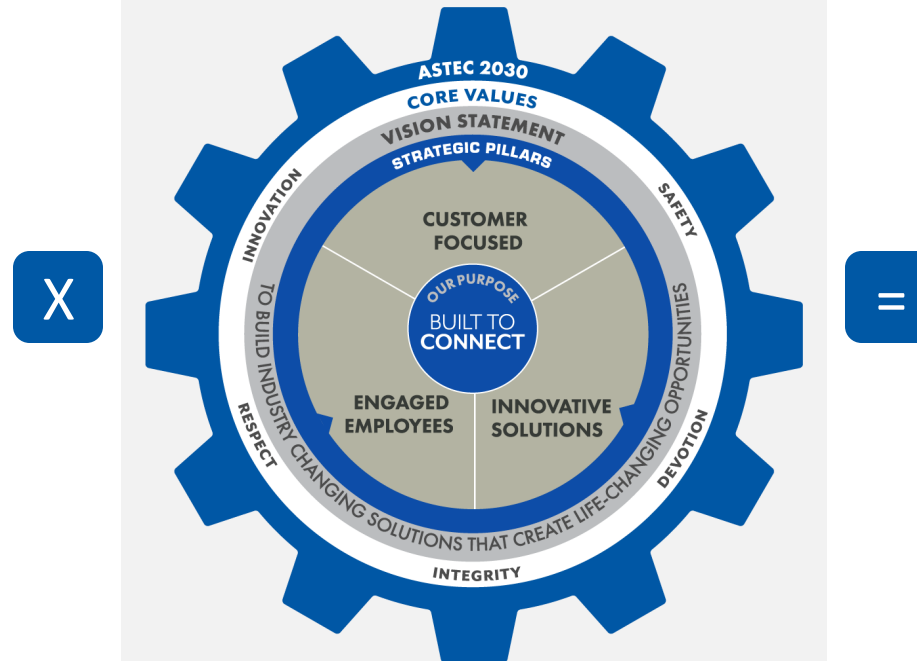 ASTEC 2030
CORE VALUES
VISION STATEMENT
STRATEGIC PILLARS
INNOVATION
SAFETY
CUSTOMER
FOCUSED
X
OUR PURPOSE
BUILT TO
CONNECT
=
TO BUILD INDUSTRY CHANGING SOLUTIONS THAT CREATE LIFE-CHANGING OPPORTUNITIES
ENGAGED
EMPLOYEES
INNOVATIVE
SOLUTIONS
RESPECT
DEVOTION
INTEGRITY